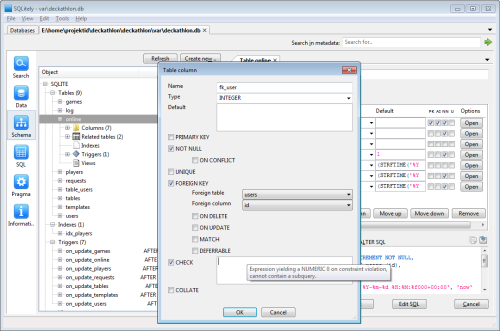 SQLitely - var\deckathlon.db
File View Edit Tools Help
Databases E:\home\projektid\deckathlon\deckathlon\var\deckathlon.db
Search in metadata: Search for..
Refresh Create new.. Table online
Object
SQLITE
Tables (9)
games
log
online
Columns (7)
Related tables (2)
Indexes
Triggers (1)
Views
players
requests
table_users
tables
templates
users
Indexes (1)
idx_players
Triggers (7)
on_update_games AFTER
on_update_online AFTER
on_update_players AFTER
on_update_requests AFTER
on_update_tables AFTER
on_update_templates AFTER
on_update_users AFTER
Search
Data
Schema
SQL
Pragma
Informati..
Table column
Name fk_user
Type INTEGER
Default
PRIMARY KEY
NOT NULL
ON CONFLICT
UNIQUE
FOREIGN KEY
Foreign table users
Foreign column id
ON DELETE
ON UPDATE
MATCH
DEFERRABLE
CHECK
Expression yielding a NUMERIC 0 on constraint violation,
cannot contain a subquery.
COLLATE
OK Cancel
Default PK AI NN U Options
Open
Open
Open
1 Open
(STRFTIME('%Y Open
(STRFTIME('%Y Open
(STRFTIME('%Y Open
Move up Move down Remove
ALTER SQL
NOT NULL,
'now'
Edit SQL Cancel